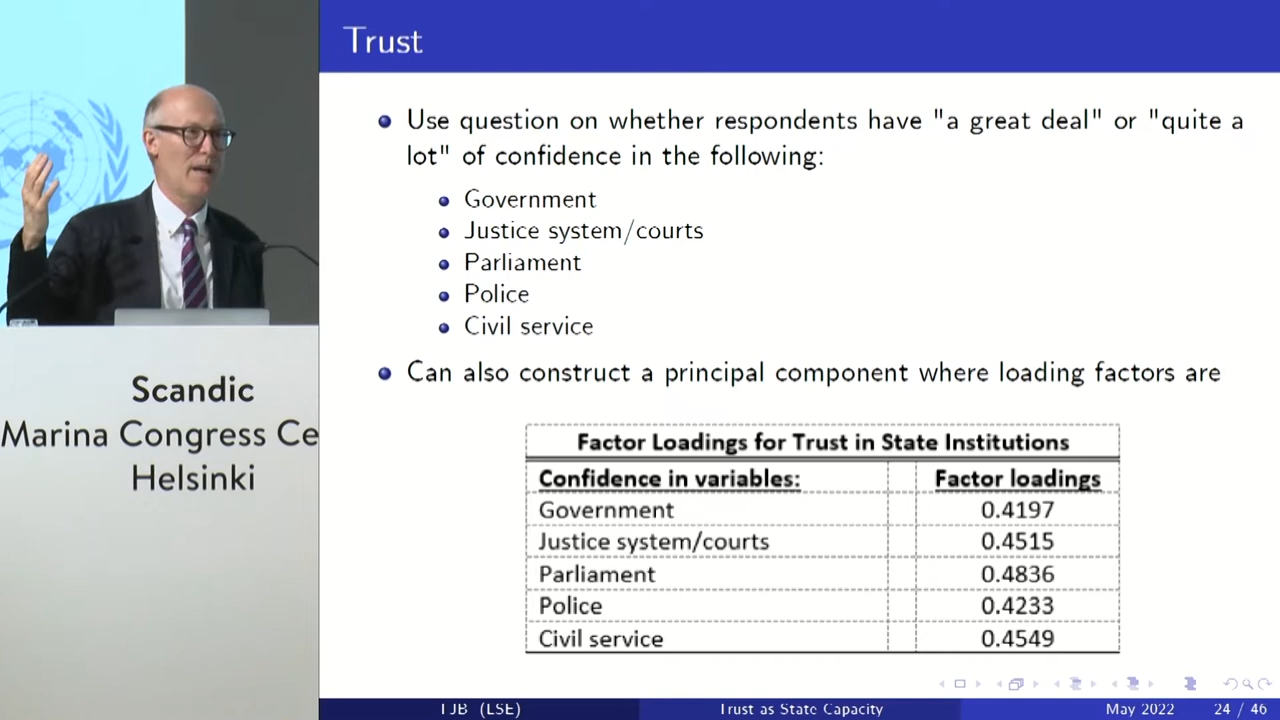 Trust
Use question on whether respondents have "a great deal" or "quite a
lot" of confidence in the following:
Government
Justice system/courts
Parliament
Police
Civil service
Can also construct a principal component where loading factors are
Factor Loadings for Trust in State Institutions
Confidence in variables: Factor loadings
Government 0.4197
Justice system/courts 0.4515
Parliament 0.4836
Police 0.4233
Civil service 0.4549
TJB (LSE) Trust as State Capacity May 2022 24 / 46
Scandic
Marina Congress Ce
Helsinki